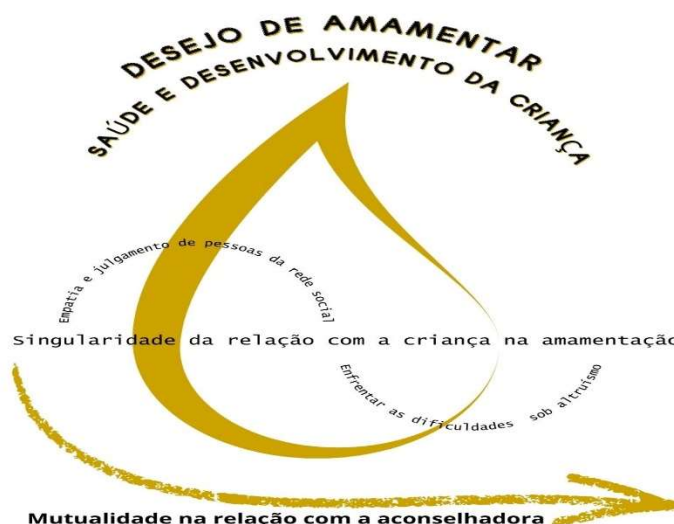 DESEJO DE AMAMENTAR
SAÚDE E DESENVOLVIMENTO DA CRIANÇA
Empatia e julgamento de pessoas da rede social
Singularidade da relação com a criança na amamentação
Enfrentar as dificuldades sob altruísmo
Mutualidade na relação com a aconselhadora